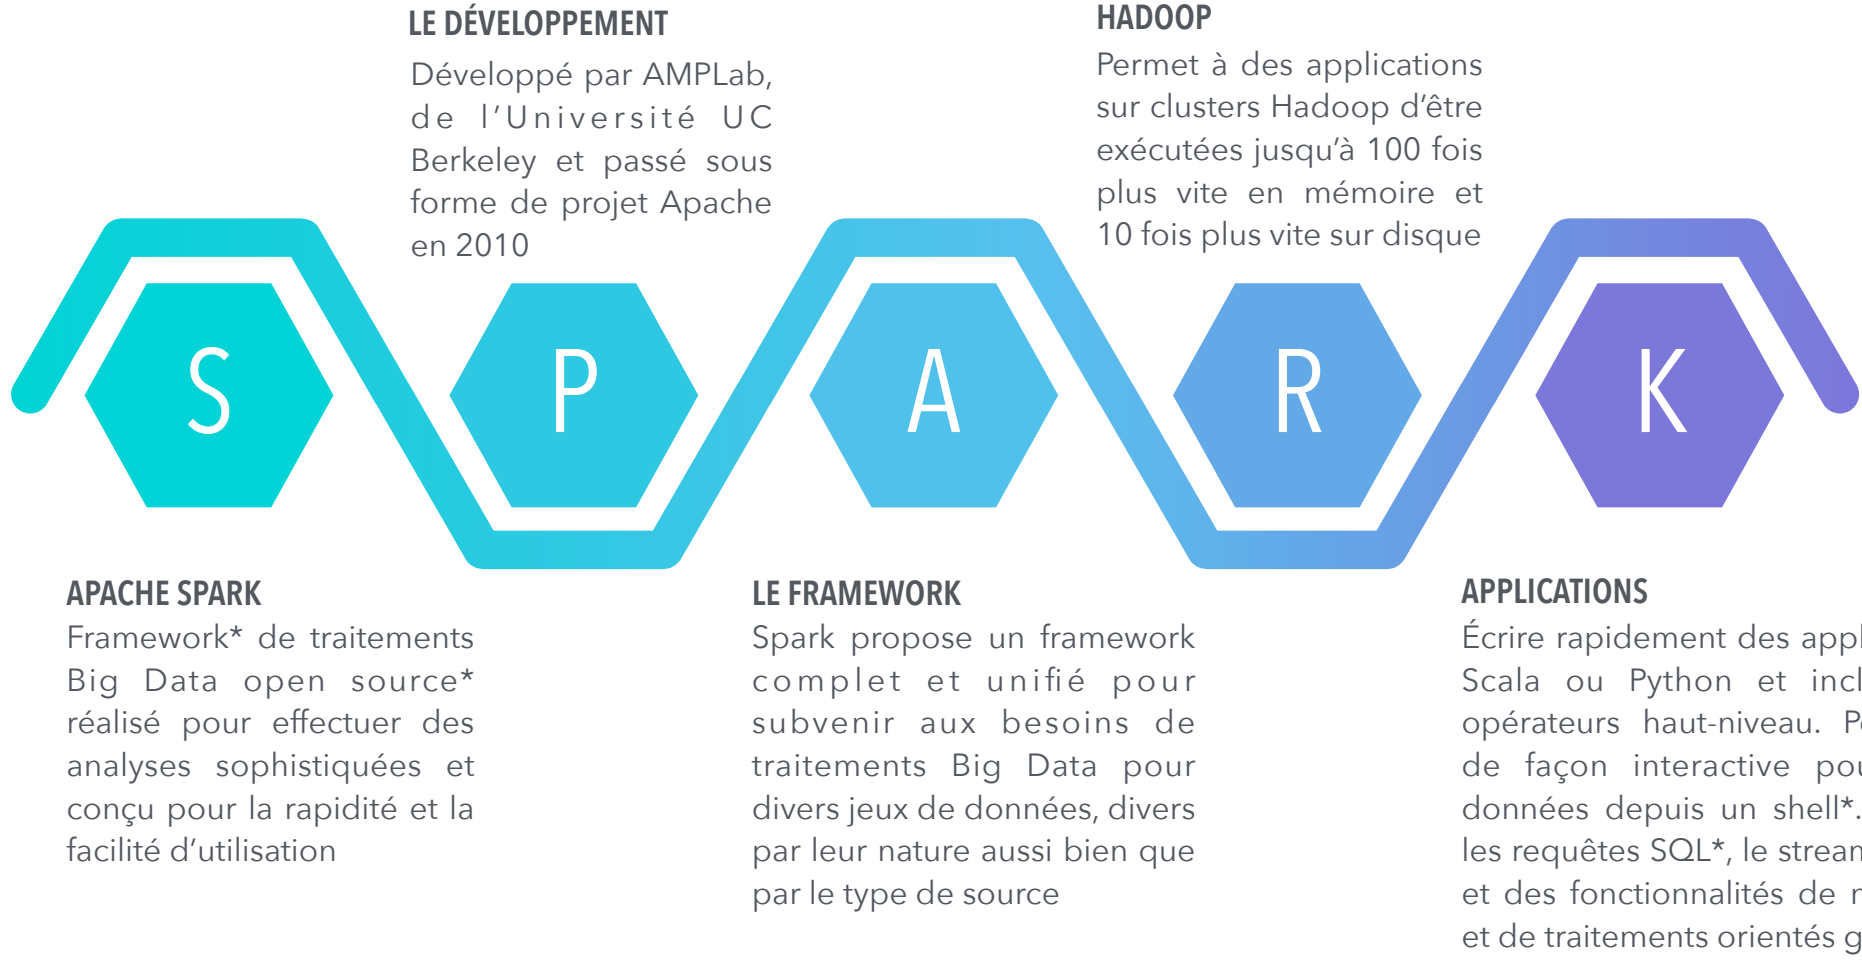 LE DÉVELOPPEMENT
Développé par AMPLab,
de l’Université UC
Berkeley et passé sous
forme de projet Apache
en 2010
HADOOP
Permet à des applications
sur clusters Hadoop d’être
exécutées jusqu’à 100 fois
plus vite en mémoire et
10 fois plus vite sur disque
S P A R K
APACHE SPARK
Framework* de traitements
Big Data open source*
réalisé pour effectuer des
analyses sophistiquées et
conçu pour la rapidité et la
facilité d’utilisation
LE FRAMEWORK
Spark propose un framework
complet et unifié pour
subvenir aux besoins de
traitements Big Data pour
divers jeux de données, divers
par leur nature aussi bien que
par le type de source
APPLICATIONS
Écrire rapidement des
Scala ou Python et
opérateurs haut-niveau.
de façon interactive
données depuis un shell*.
les requêtes SQL*, le
et des fonctionnalités de
et de traitements orientés